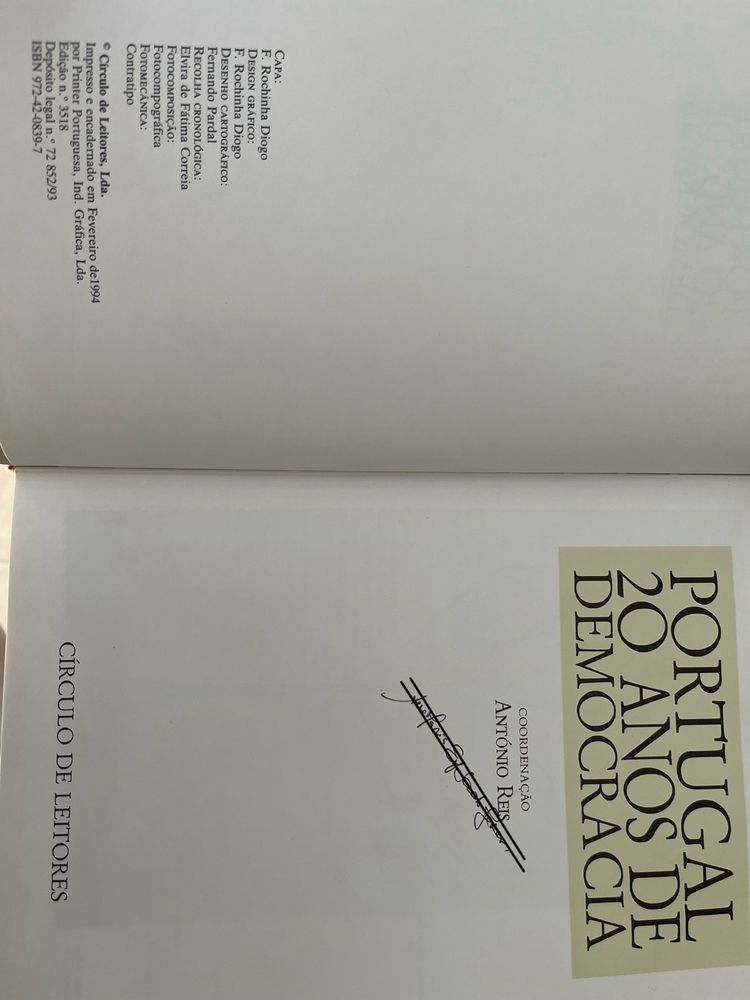 CAPA:
F. Rochinha Diogo
DESIGN GRÁFICO:
F. Rochinha Diogo
DESENHO CARTOGRÁFICO:
Fernando Pardal
RECOLHA CRONOLÓGICA:
Elvira de Fátima Correia
FOTOCOMPOSIÇÃO:
Fotocompográfica
FOTOMECÂNICA:
Contratipo
© Círculo de Leitores, Lda.
Impresso e encadernado em Fevereiro de1994
por Printer Portuguesa, Ind. Gráfica, Lda.
Edição n.° 3518
Depósito legal n.° 72 852/93
ISBN 972-42-0839-7
PORTUGAL
20 ANOS DE
DEMOCRACIA
COORDENAÇÃO
ANTÓNIO REIS
CÍRCULO DE LEITORES